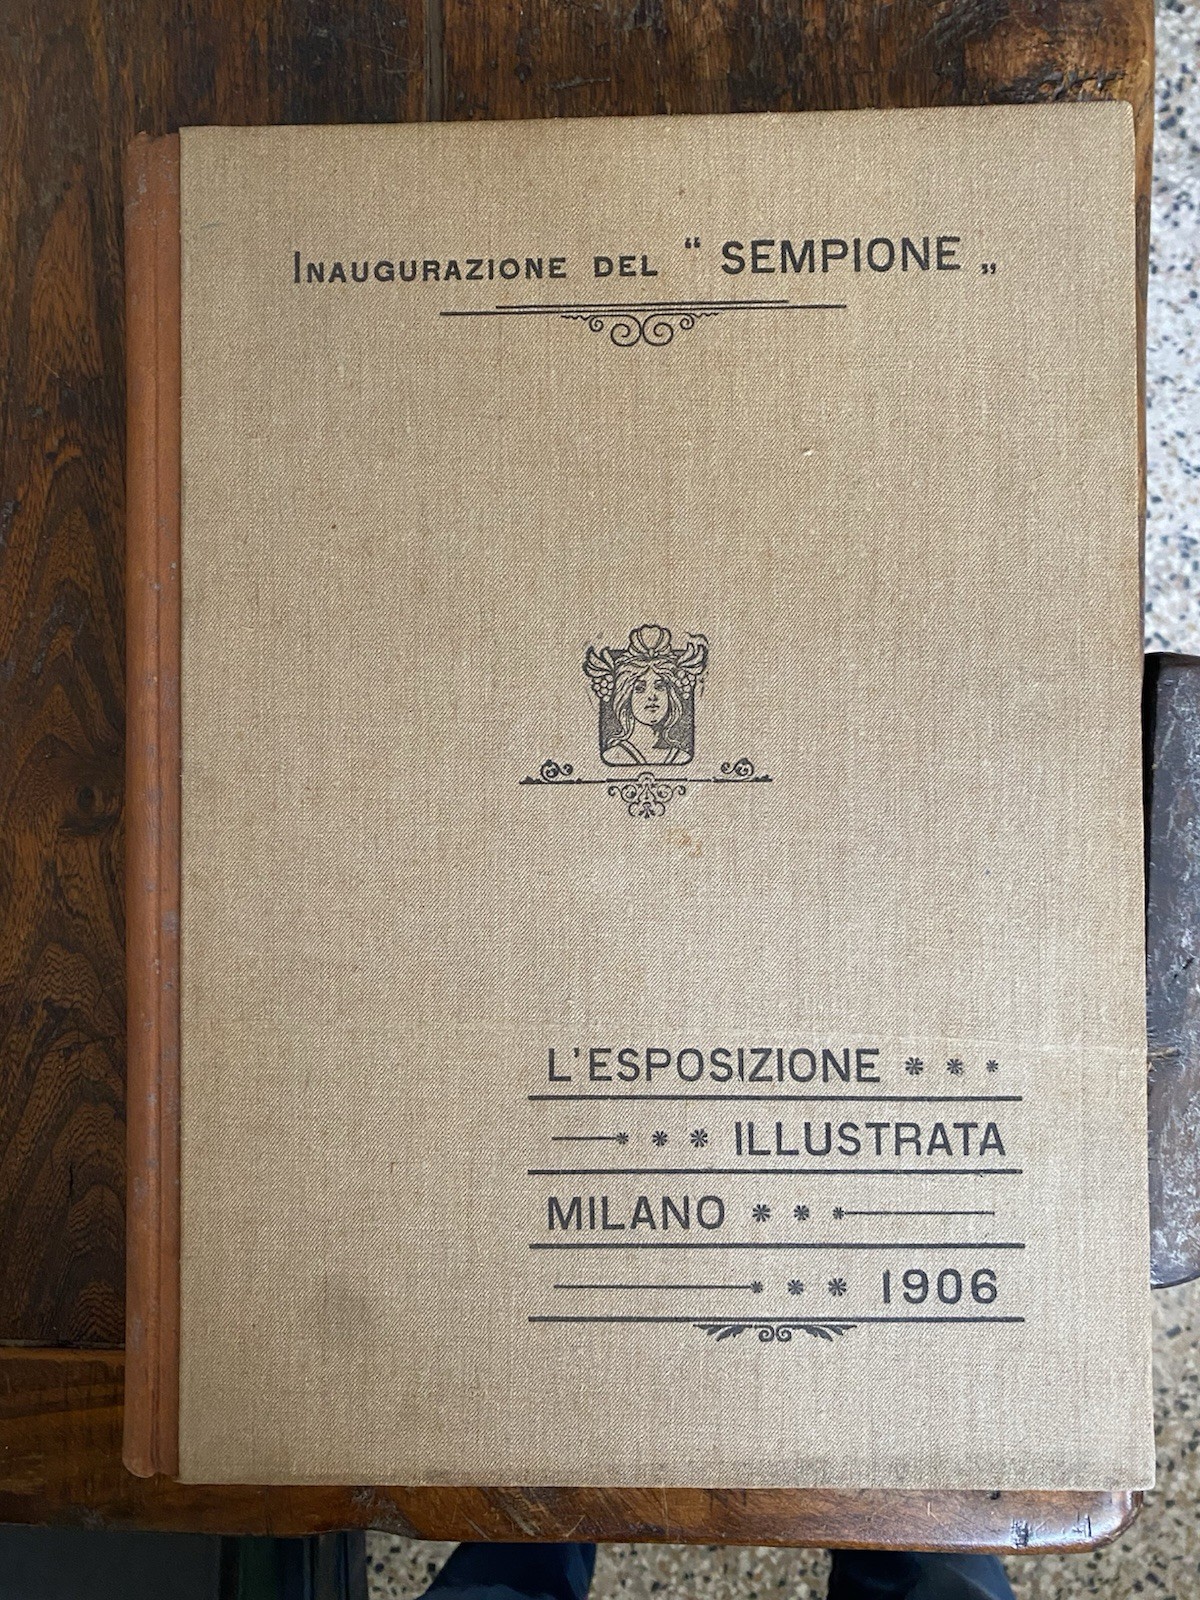 INAUGURAZIONE DEL “ SEMPIONE „
L'ESPOSIZIONE
ILLUSTRATA
MILANO
1906